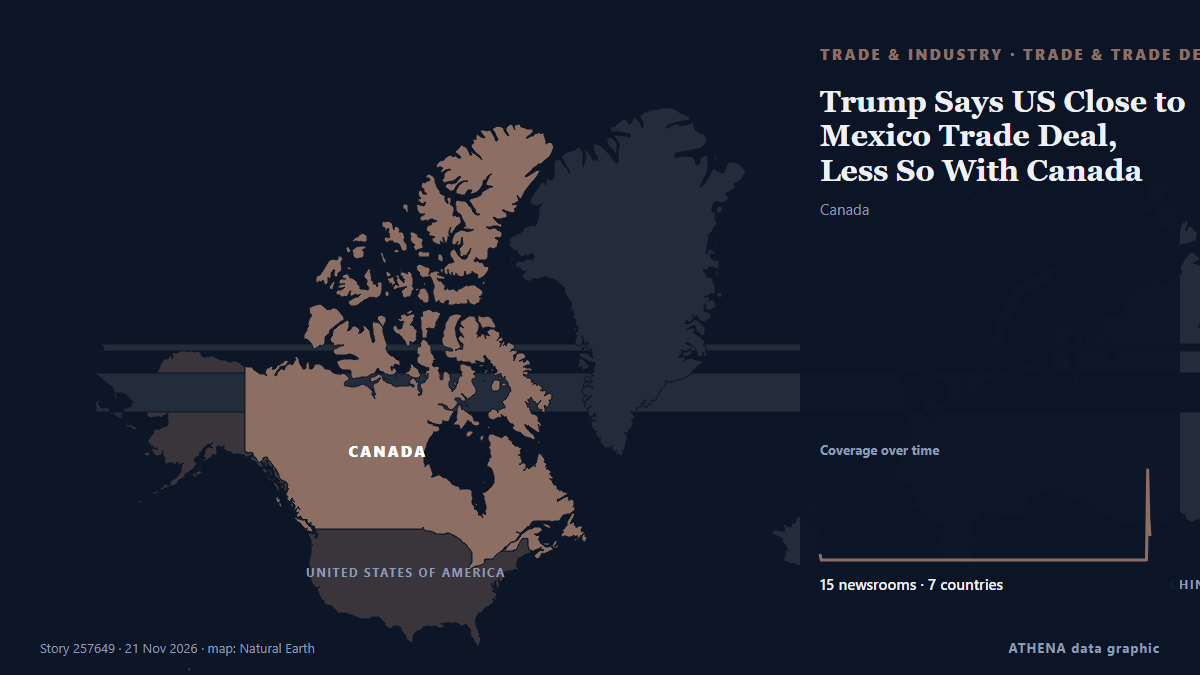 TRADE & INDUSTRY · TRADE & TRADE DE
Trump Says US Close to
Mexico Trade Deal,
Less So With Canada
Canada
CANADA
UNITED STATES OF AMERICA
Coverage over time
15 newsrooms · 7 countries
CHIN
Story 257649 · 21 Nov 2026 · map: Natural Earth
ATHENA data graphic